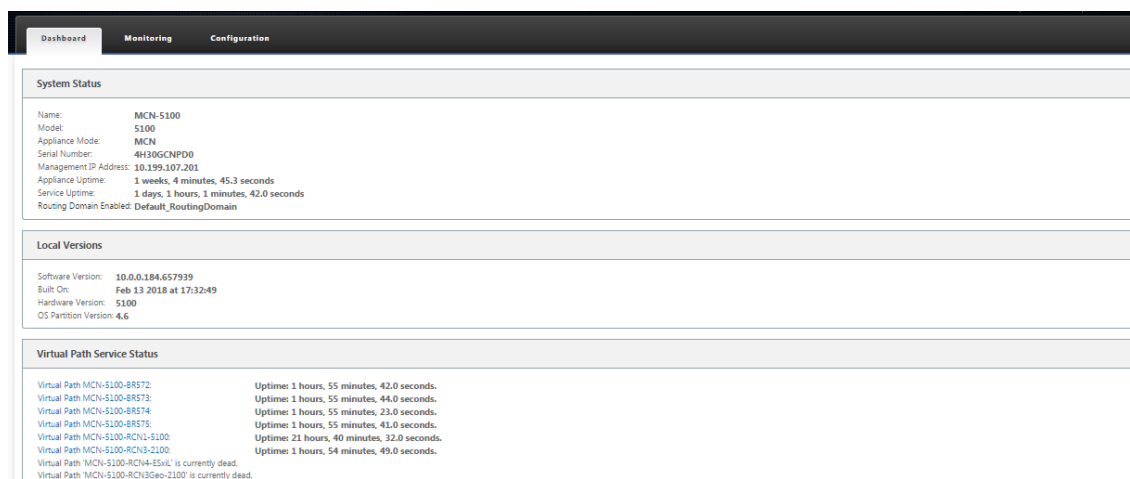 Dashboard Monitoring Configuration
System Status
Name: MCN-5100
Model: 5100
Appliance Mode: MCN
Serial Number: 4H30GCNPD0
Management IP Address: 10.199.107.201
Appliance Uptime: 1 weeks, 4 minutes, 45.3 seconds
Service Uptime: 1 days, 1 hours, 1 minutes, 42.0 seconds
Routing Domain Enabled: Default_RoutingDomain
Local Versions
Software Version: 10.0.0.184.657939
Built On: Feb 13 2018 at 17:32:49
Hardware Version: 5100
OS Partition Version: 4.6
Virtual Path Service Status
Virtual Path MCN-5100-BR572: Uptime: 1 hours, 55 minutes, 42.0 seconds.
Virtual Path MCN-5100-BR573: Uptime: 1 hours, 55 minutes, 44.0 seconds.
Virtual Path MCN-5100-BR574: Uptime: 1 hours, 55 minutes, 23.0 seconds.
Virtual Path MCN-5100-BR575: Uptime: 1 hours, 55 minutes, 41.0 seconds.
Virtual Path MCN-5100-RCN1-5100: Uptime: 21 hours, 40 minutes, 32.0 seconds.
Virtual Path MCN-5100-RCN3-2100: Uptime: 1 hours, 54 minutes, 49.0 seconds.
Virtual Path 'MCN-5100-RCN4-ESxiL' is currently dead.
Virtual Path 'MCN-5100-RCN3Geo-2100' is currently dead.